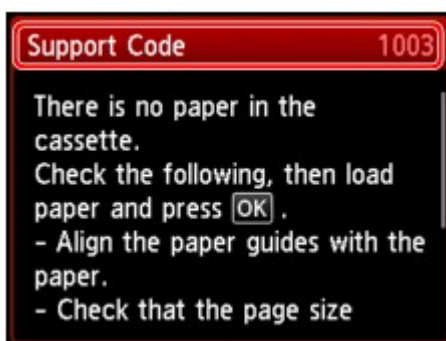 Support Code 1003
There is no paper in the
cassette.
Check the following, then load
paper and press OK .
- Align the paper guides with the
paper.
- Check that the page size